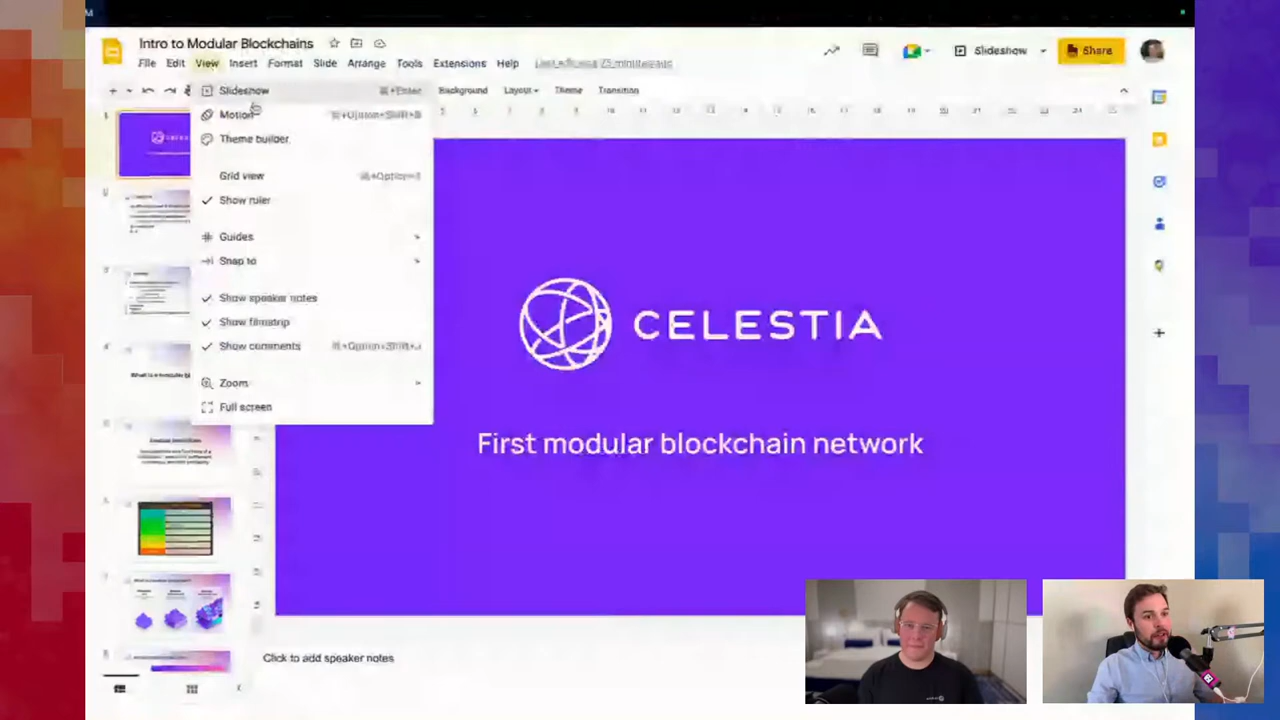 Intro to Modular Blockchains
File Edit View Insert Format Slide Arrange Tools Extensions Help
Slideshow
Share
Slideshow ⌘+Enter
Background Layout Theme Transition
Motion
Theme builder
Grid view
Show ruler
Guides
Snap to
Show speaker notes
Show filmstrip
Show comments
Zoom
Full screen
CELESTIA
First modular blockchain network
Click to add speaker notes